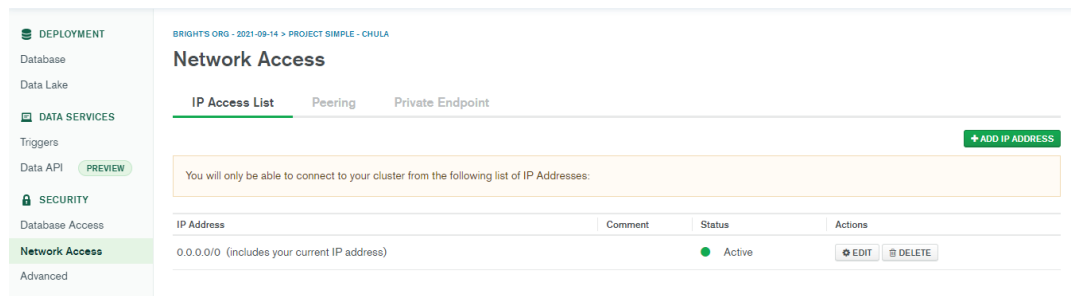 DEPLOYMENT
Database
Data Lake
DATA SERVICES
Triggers
Data API PREVIEW
SECURITY
Database Access
Network Access
Advanced
BRIGHT'S ORG - 2021-09-14 > PROJECT SIMPLE - CHULA
Network Access
IP Access List Peering Private Endpoint
+ ADD IP ADDRESS
You will only be able to connect to your cluster from the following list of IP Addresses:
IP Address Comment Status Actions
0.0.0.0/0 (includes your current IP address) Active EDIT DELETE